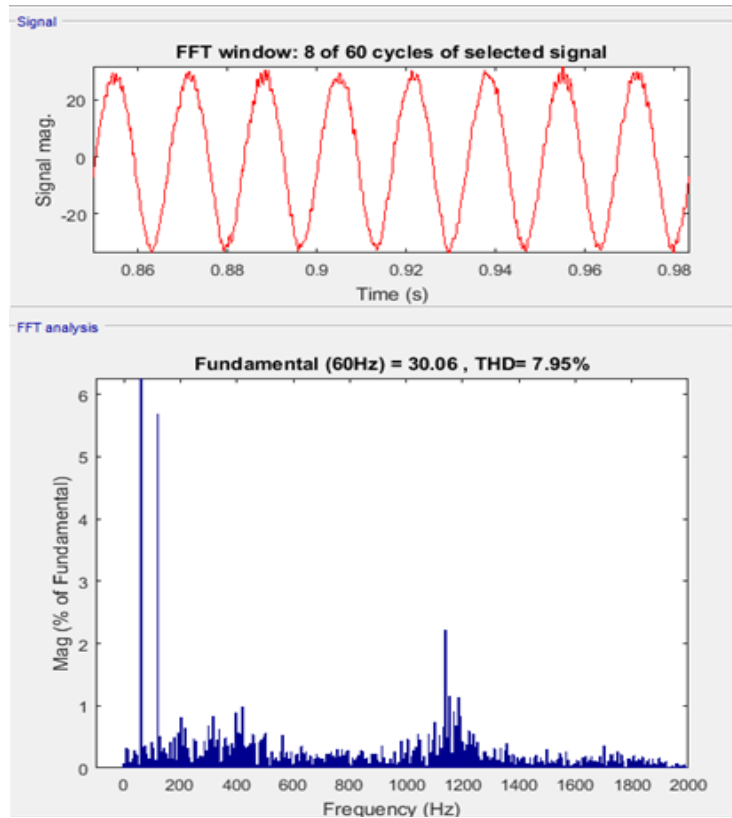 Signal
FFT window: 8 of 60 cycles of selected signal
20
0
-20
Signal mag.
0.86 0.88 0.9 0.92 0.94 0.96 0.98
Time (s)
FFT analysis
Fundamental (60Hz) = 30.06 , THD= 7.95%
6
5
4
3
2
1
0
Mag (% of Fundamental)
0 200 400 600 800 1000 1200 1400 1600 1800 2000
Frequency (Hz)